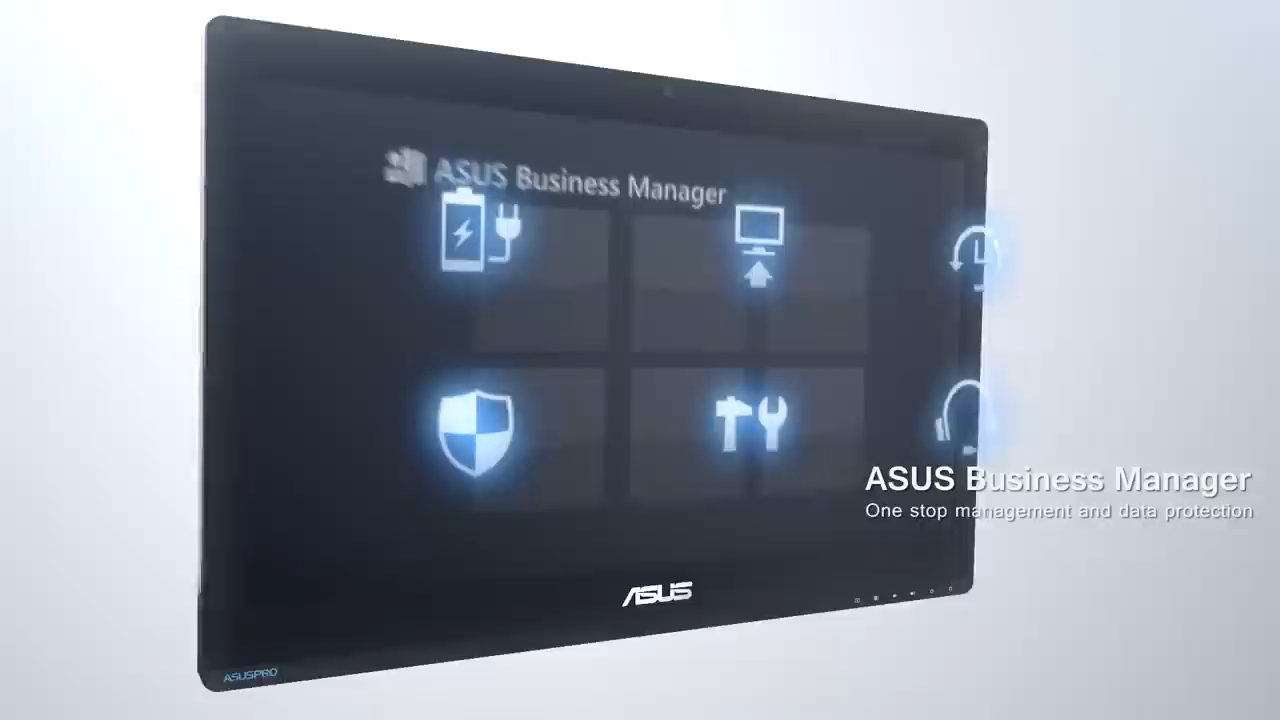 ASUS Business Manager
ASUS Business Manager
One stop management and data protection
ASUS
ASUSPRO